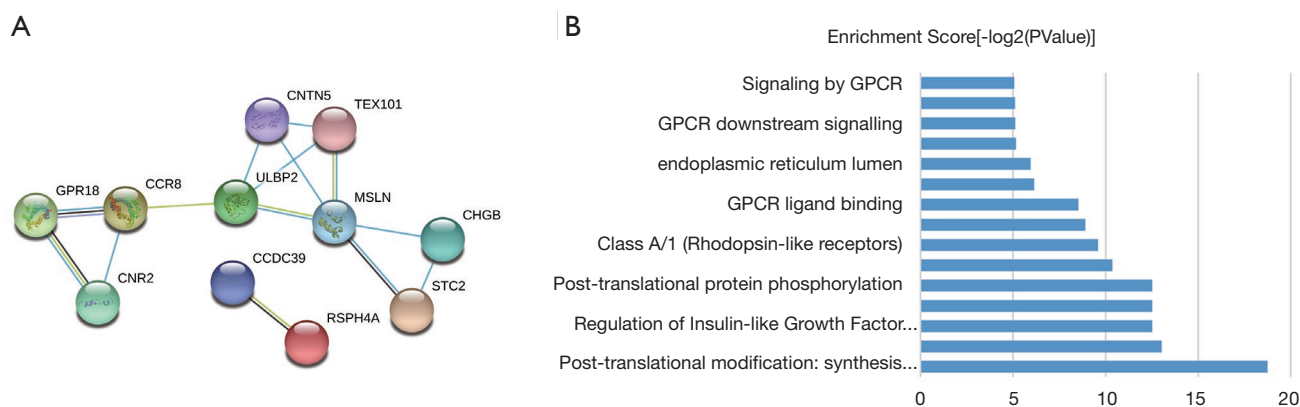 A
CNTN5
TEX101
ULBP2
GPR18
CCR8
MSLN
CHGB
CCDC39
CNR2
STC2
RSPH4A
B
Enrichment Score[-log2(PValue)]
Signaling by GPCR
GPCR downstream signalling
endoplasmic reticulum lumen
GPCR ligand binding
Class A/1 (Rhodopsin-like receptors)
Post-translational protein phosphorylation
Regulation of Insulin-like Growth Factor...
Post-translational modification: synthesis...
0 5 10 15 20